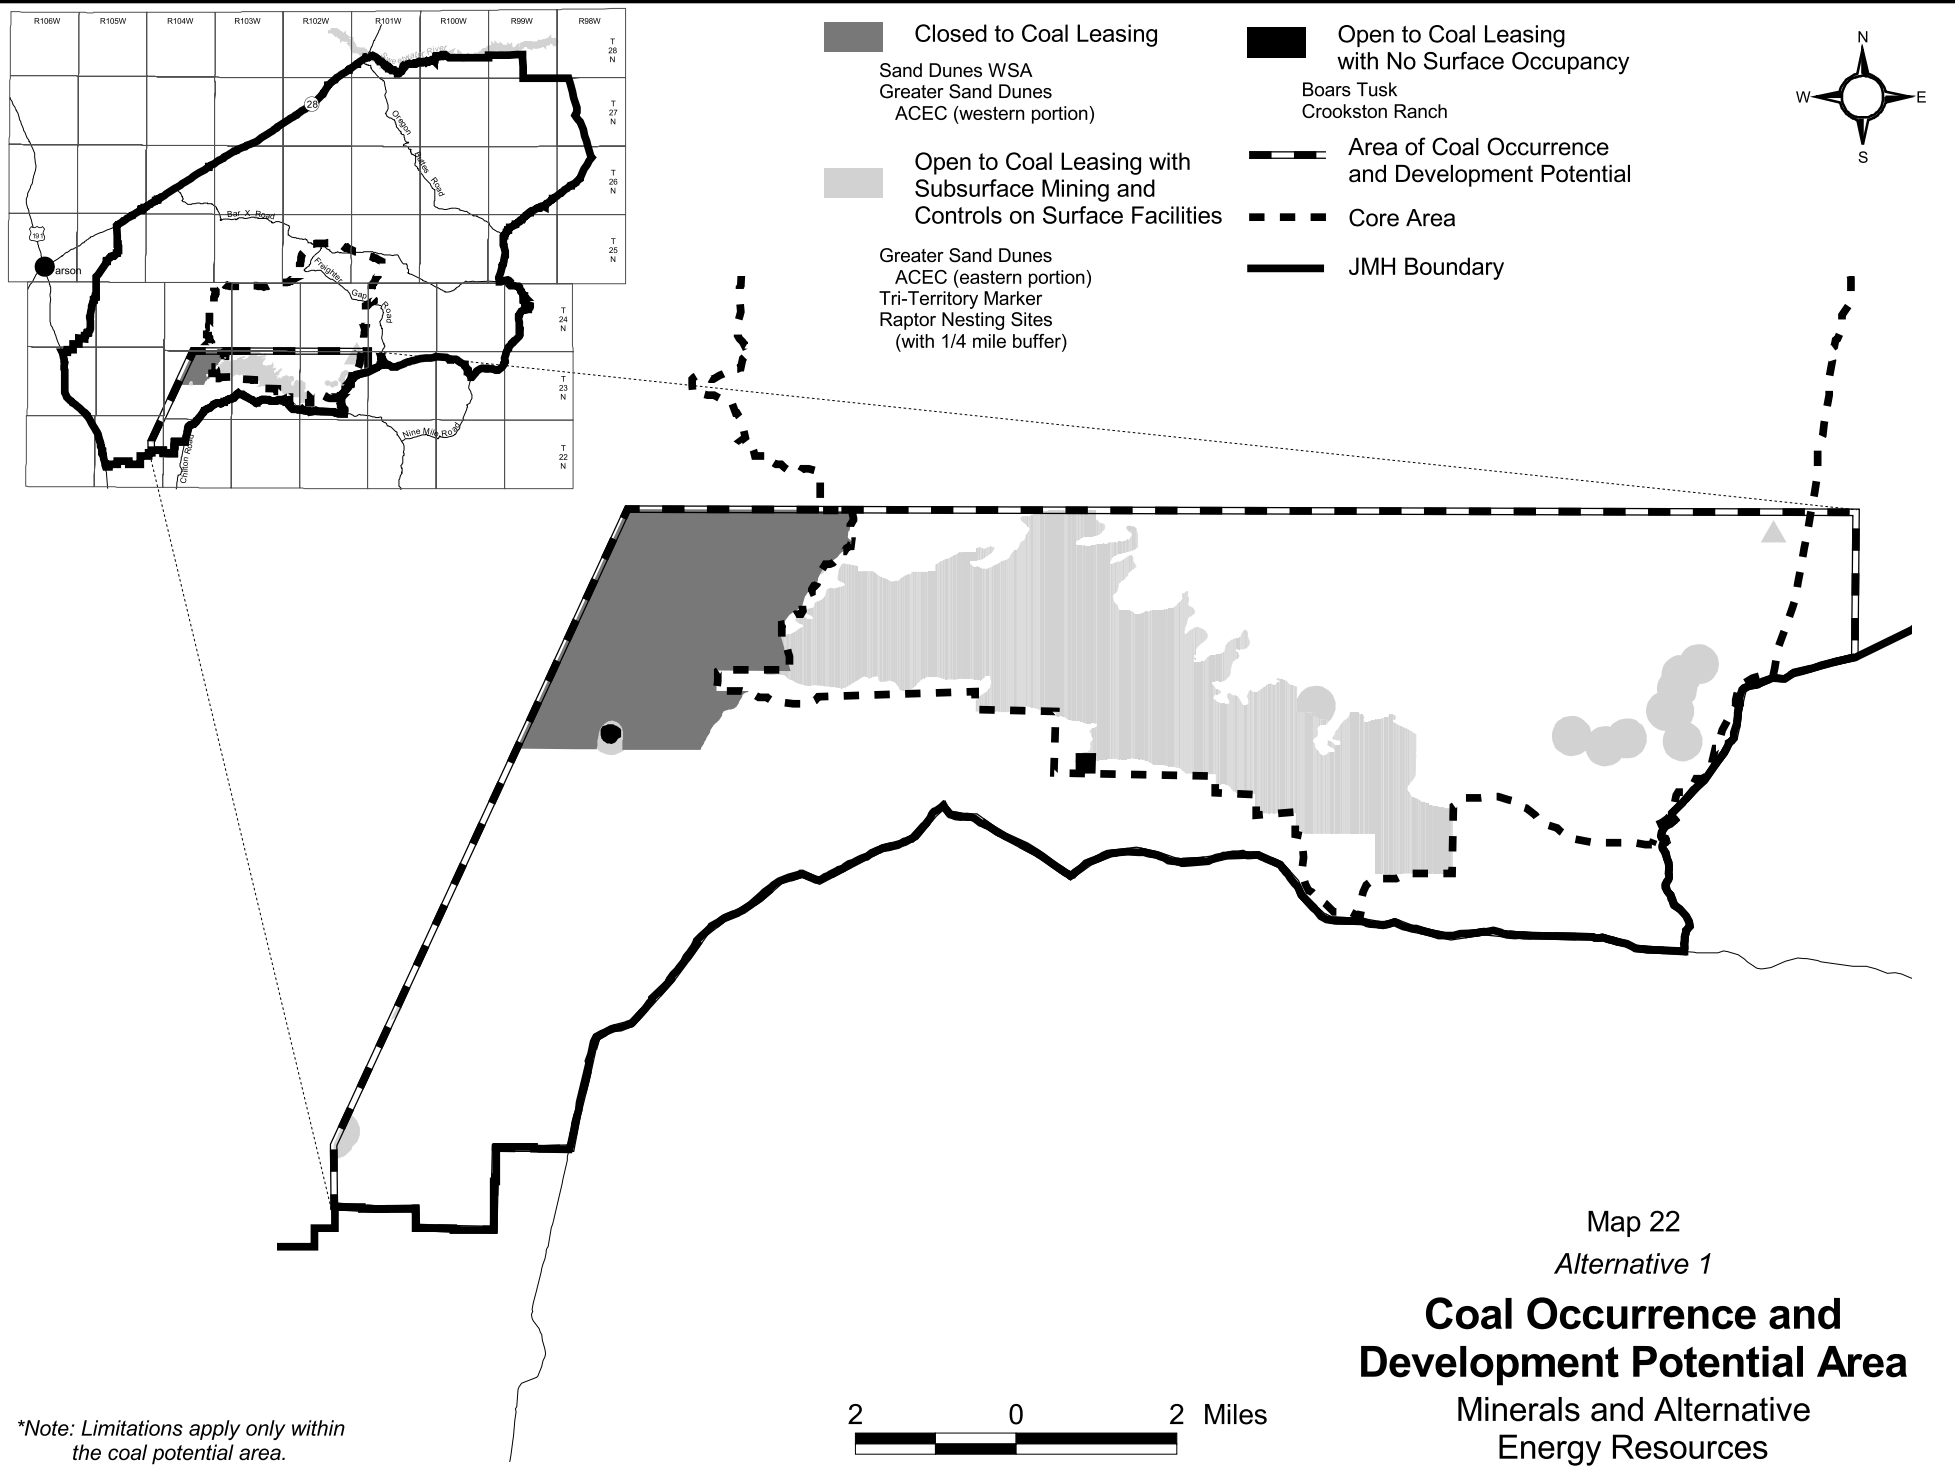 R106W
R105W
R104W
R103W
R102W
R101W
R100W
R99W
R98W
T
28
N
T
27
N
T
26
N
T
25
N
T
24
N
T
23
N
T
22
N
28
Oregon
Buttes
Road
Bar X Road
191
arson
Freighter
Gap
Road
Nine Mile Road
Chilton Road
Closed to Coal Leasing
Sand Dunes WSA
Greater Sand Dunes
ACEC (western portion)
Open to Coal Leasing with
Subsurface Mining and
Controls on Surface Facilities
Greater Sand Dunes
ACEC (eastern portion)
Tri-Territory Marker
Raptor Nesting Sites
(with 1/4 mile buffer)
Open to Coal Leasing
with No Surface Occupancy
Boars Tusk
Crookston Ranch
Area of Coal Occurrence
and Development Potential
Core Area
JMH Boundary
N
W
E
S
Map 22
Alternative 1
Coal Occurrence and
Development Potential Area
Minerals and Alternative
Energy Resources
2 0 2 Miles
*Note: Limitations apply only within
the coal potential area.